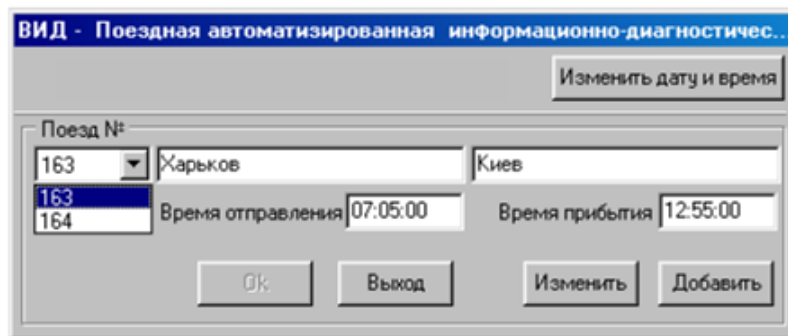 ВИД - Поездная автоматизированная информационно-диагностичес...
Изменить дату и время
Поезд №
163 Харьков Киев
163
164
Время отправления 07:05:00 Время прибытия 12:55:00
Ok Выход Изменить Добавить